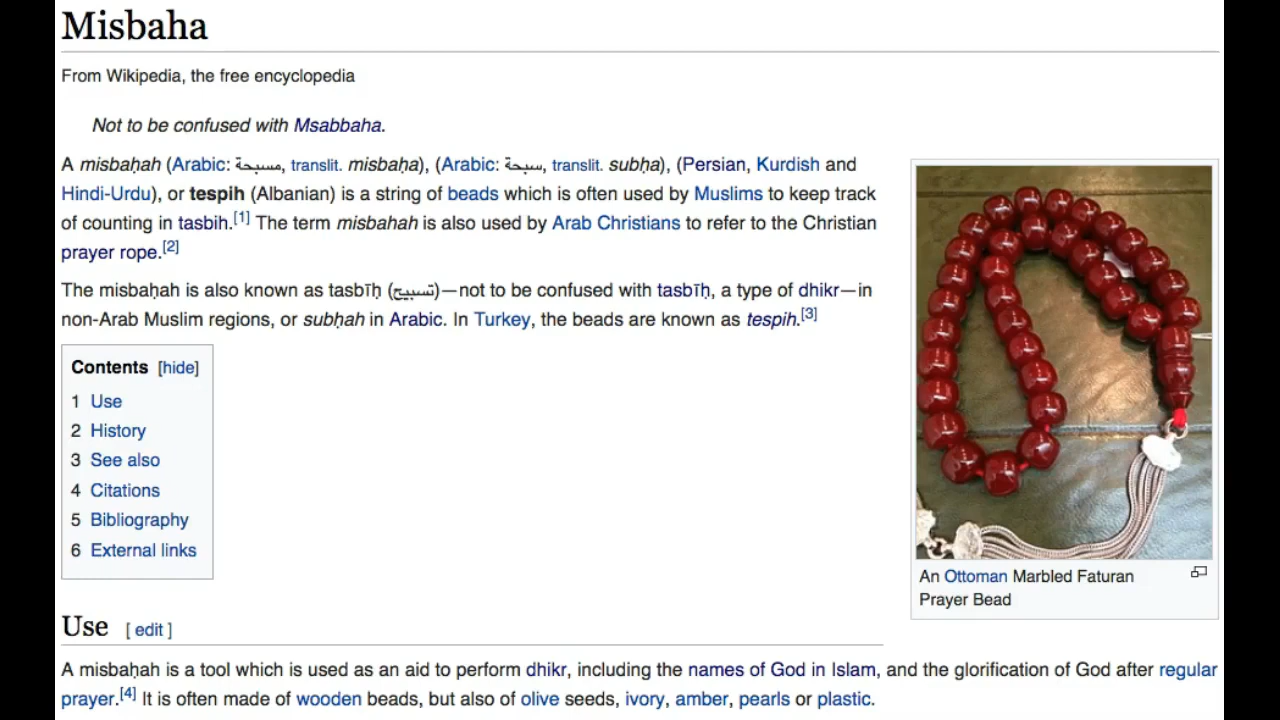 Misbaha
From Wikipedia, the free encyclopedia
Not to be confused with Msabbaha.
A misbaḥah (Arabic: مسبحة, translit. misbaḥa), (Arabic: سبحة, translit. subḥa), (Persian, Kurdish and
Hindi-Urdu), or tespih (Albanian) is a string of beads which is often used by Muslims to keep track
of counting in tasbih.[1] The term misbahah is also used by Arab Christians to refer to the Christian
prayer rope.[2]
The misbaḥah is also known as tasbīḥ (تسبيح)—not to be confused with tasbīḥ, a type of dhikr—in
non-Arab Muslim regions, or subḥah in Arabic. In Turkey, the beads are known as tespih.[3]
Contents [hide]
1 Use
2 History
3 See also
4 Citations
5 Bibliography
6 External links
An Ottoman Marbled Faturan
Prayer Bead
Use [ edit ]
A misbaḥah is a tool which is used as an aid to perform dhikr, including the names of God in Islam, and the glorification of God after regular
prayer.[4] It is often made of wooden beads, but also of olive seeds, ivory, amber, pearls or plastic.